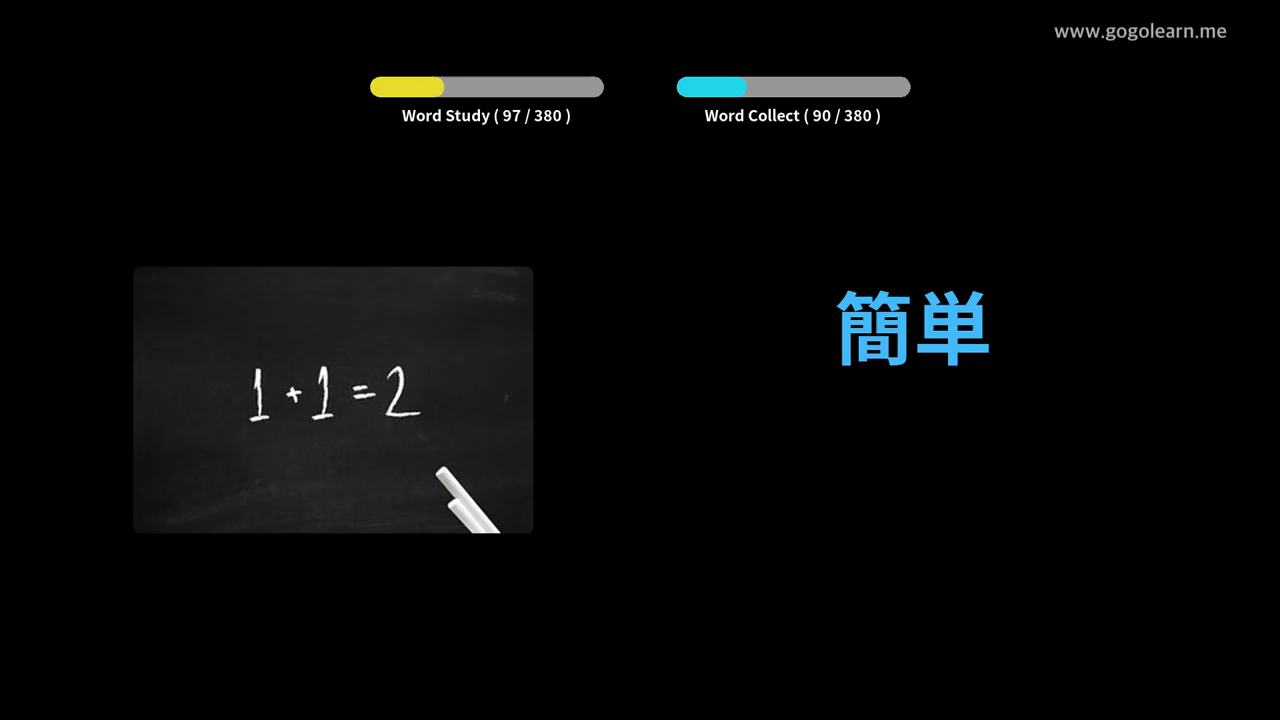 www.gogolearn.me
Word Study ( 97 / 380 )
Word Collect ( 90 / 380 )
簡単
1 + 1 = 2